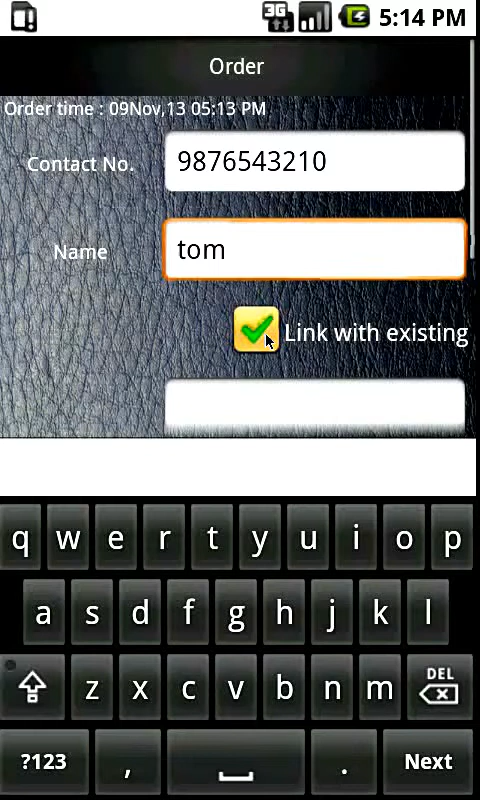 3G 5:14 PM
Order
Order time : 09Nov,13 05:13 PM
Contact No. 9876543210
Name tom
Link with existing
q w e r t y u i o p
a s d f g h j k l
z x c v b n m DEL
?123 , . Next